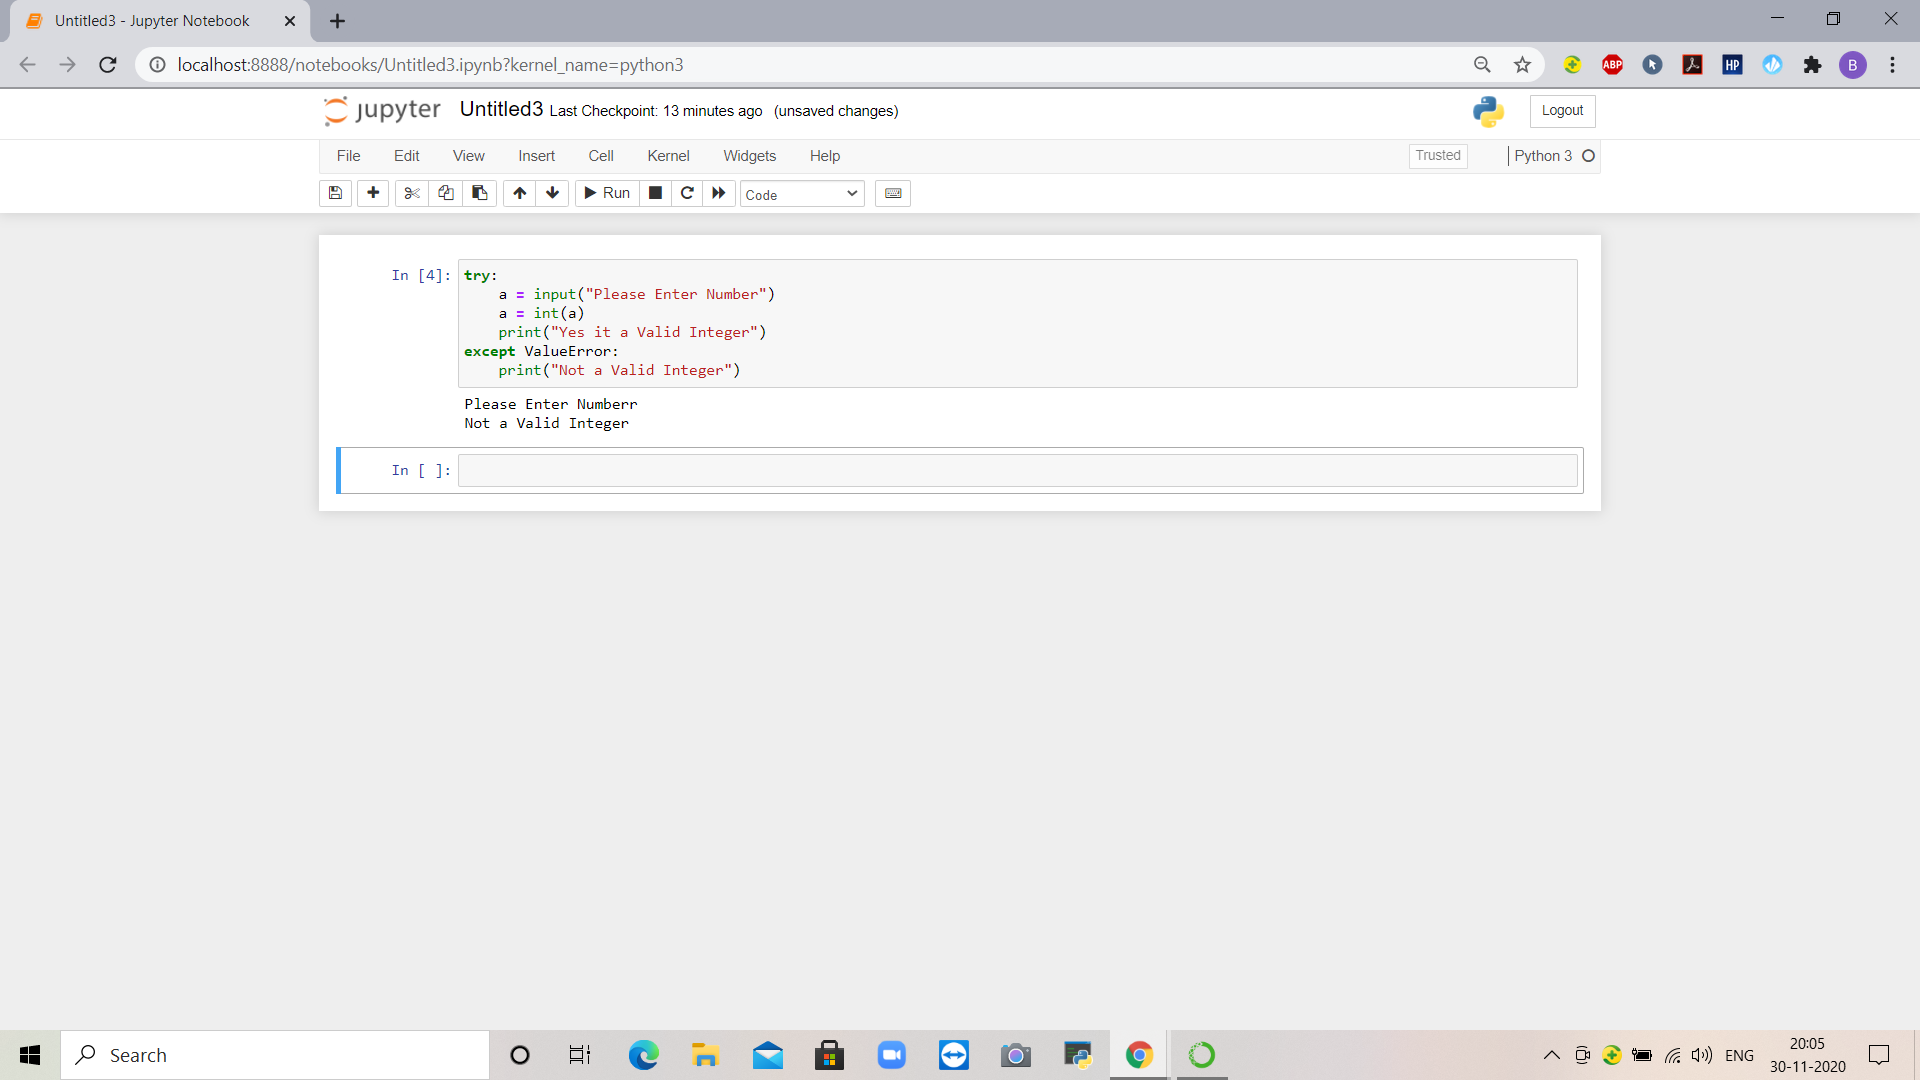 Untitled3 - Jupyter Notebook
localhost:8888/notebooks/Untitled3.ipynb?kernel_name=python3
ABP
HP
B
jupyter Untitled3 Last Checkpoint: 13 minutes ago (unsaved changes)
Logout
File Edit View Insert Cell Kernel Widgets Help
Trusted
Python 3
Run
Code
In [4]:
try:
    a = input("Please Enter Number")
    a = int(a)
    print("Yes it a Valid Integer")
except ValueError:
    print("Not a Valid Integer")
Please Enter Numberr
Not a Valid Integer
In [ ]:
Search
ENG
20:05
30-11-2020